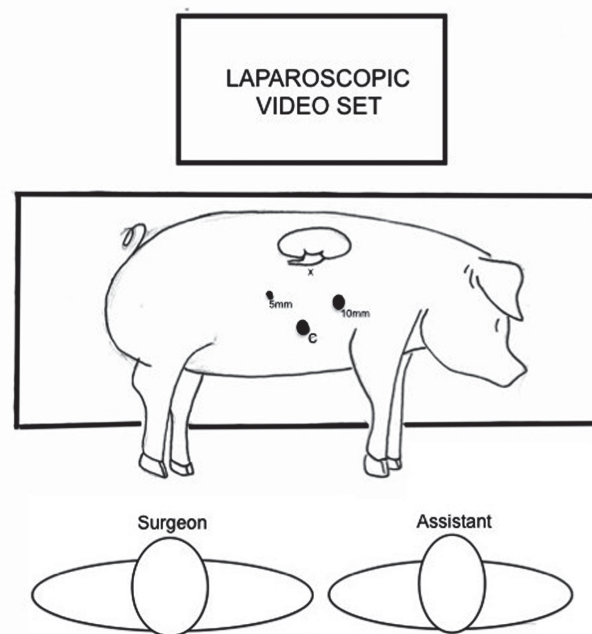 LAPAROSCOPIC
VIDEO SET
x
5mm
10mm
C
Surgeon
Assistant